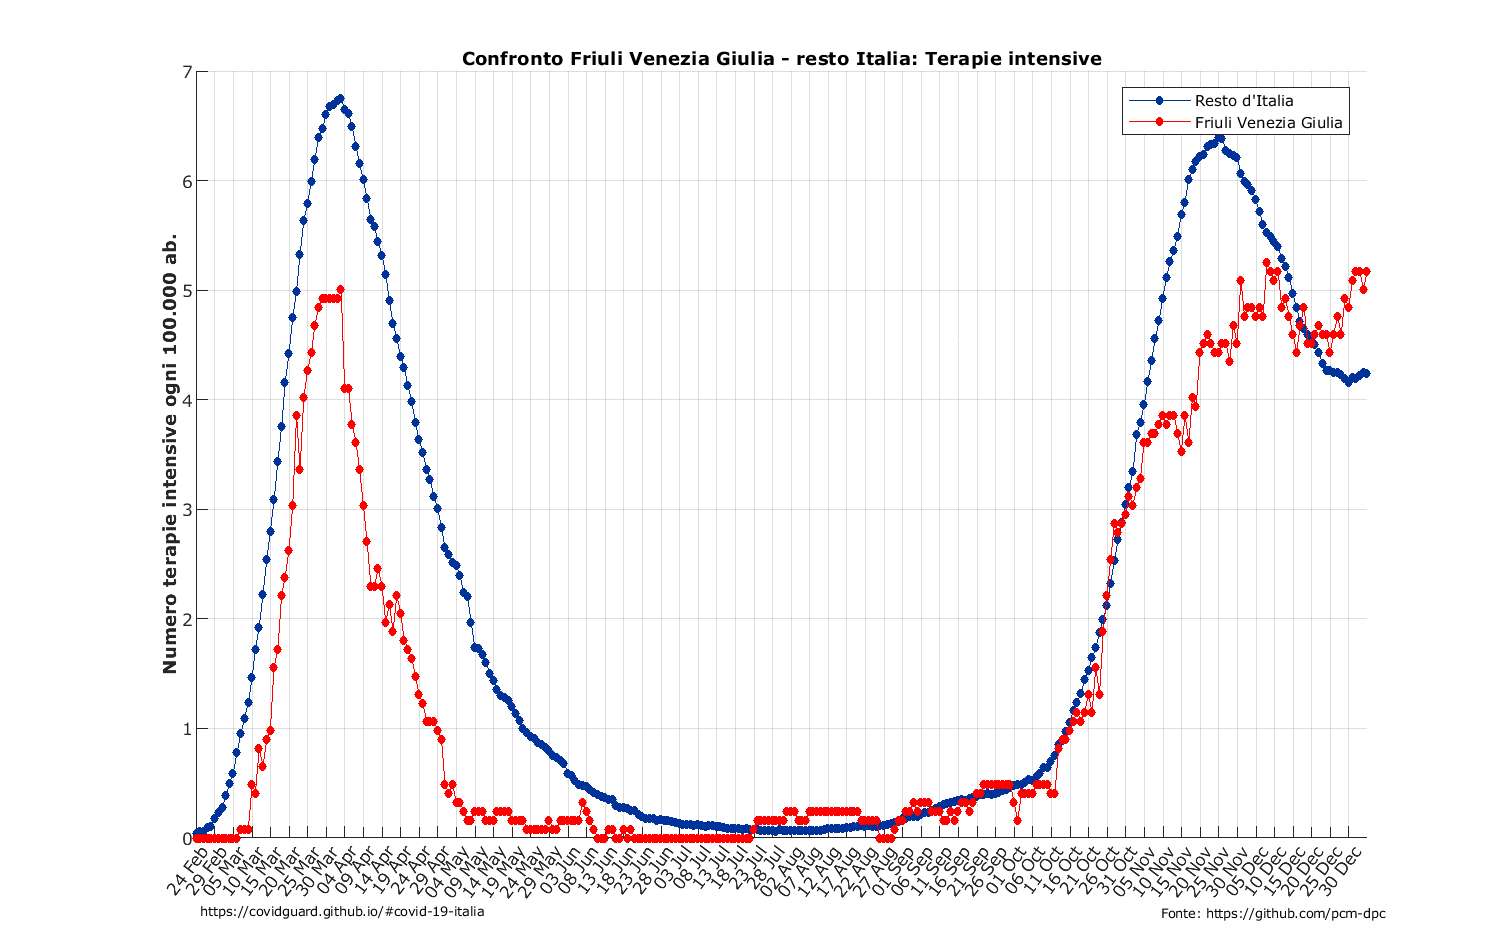 Confronto Friuli Venezia Giulia - resto Italia: Terapie intensive
Resto d'Italia
Friuli Venezia Giulia
Numero terapie intensive ogni 100.000 ab.
7
6
5
4
3
2
1
0
24 Feb
29 Feb
05 Mar
10 Mar
15 Mar
20 Mar
25 Mar
30 Mar
04 Apr
09 Apr
14 Apr
19 Apr
24 Apr
29 Apr
04 May
09 May
14 May
19 May
24 May
29 May
03 Jun
08 Jun
13 Jun
18 Jun
23 Jun
28 Jun
03 Jul
08 Jul
13 Jul
18 Jul
23 Jul
28 Jul
02 Aug
07 Aug
12 Aug
17 Aug
22 Aug
27 Aug
01 Sep
06 Sep
11 Sep
16 Sep
21 Sep
26 Sep
01 Oct
06 Oct
11 Oct
16 Oct
21 Oct
26 Oct
31 Oct
05 Nov
10 Nov
15 Nov
20 Nov
25 Nov
30 Nov
05 Dec
10 Dec
15 Dec
20 Dec
25 Dec
30 Dec
https://covidguard.github.io/#covid-19-italia
Fonte: https://github.com/pcm-dpc